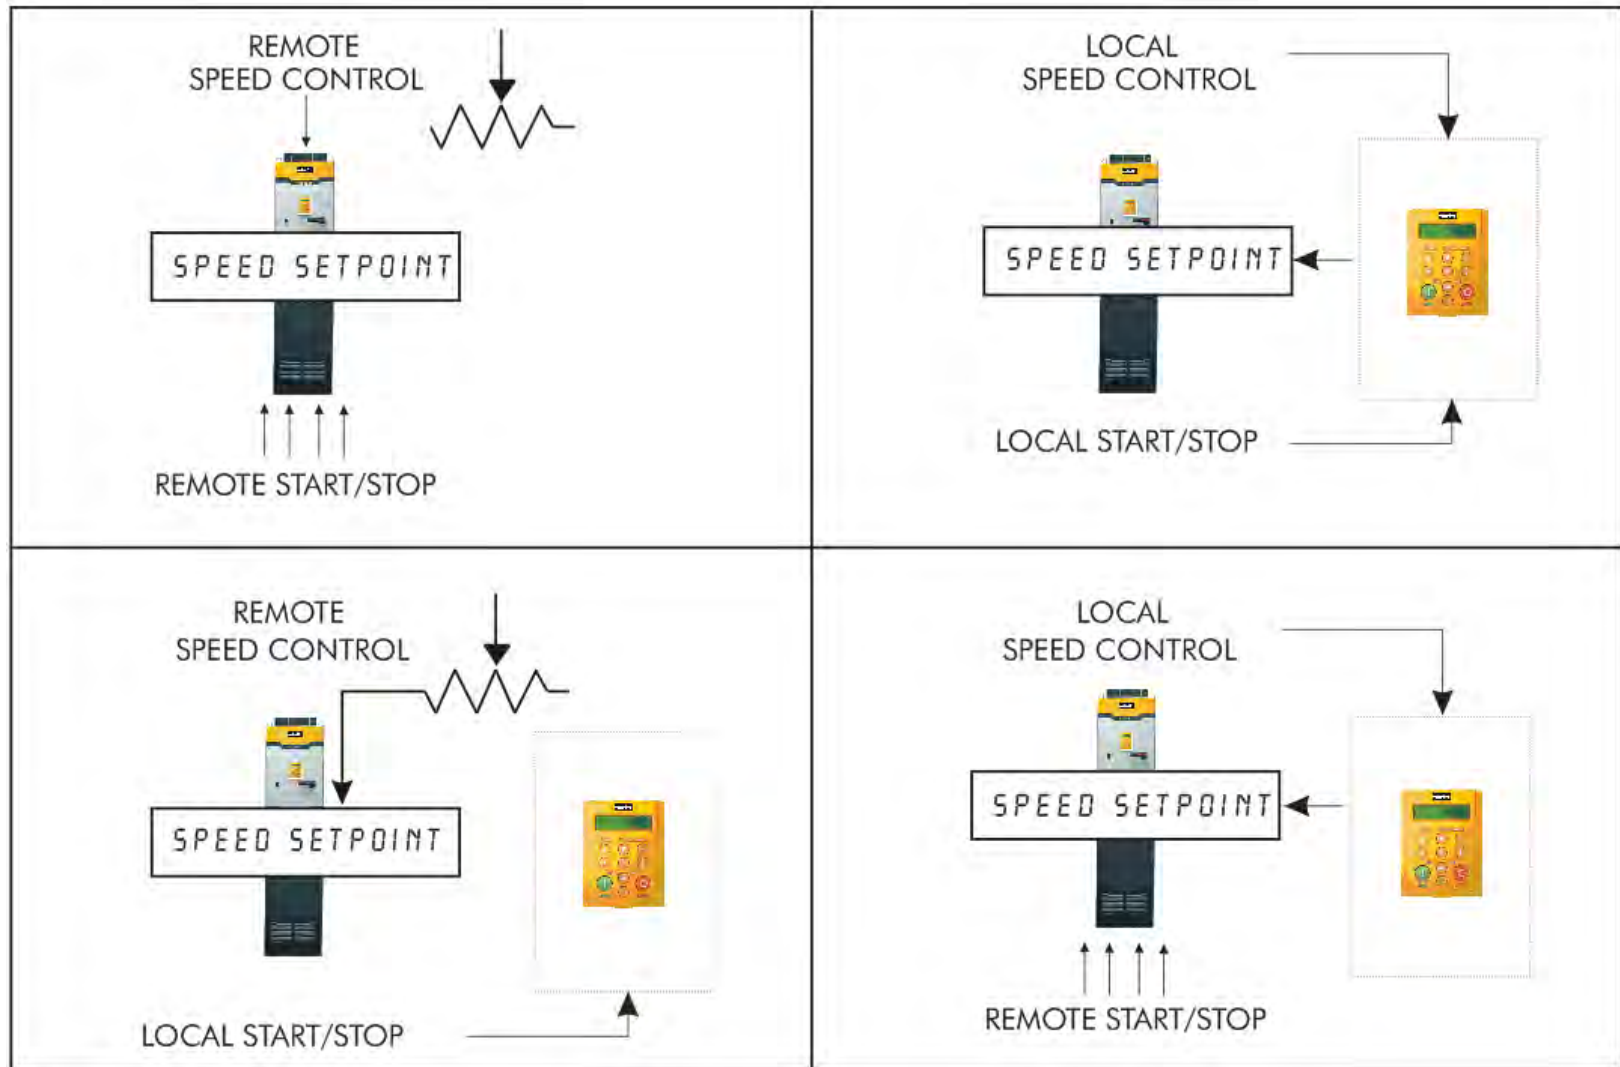 REMOTE
SPEED CONTROL
SPEED SETPOINT
REMOTE START/STOP
LOCAL
SPEED CONTROL
SPEED SETPOINT
LOCAL START/STOP
REMOTE
SPEED CONTROL
SPEED SETPOINT
LOCAL START/STOP
LOCAL
SPEED CONTROL
SPEED SETPOINT
REMOTE START/STOP